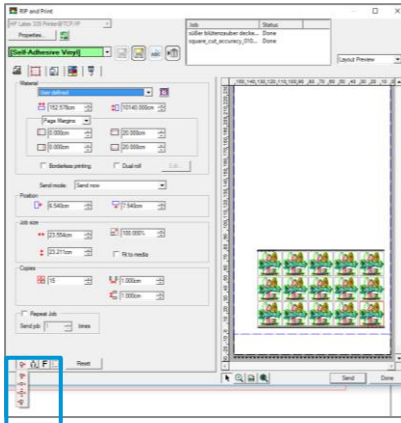 RIP and Print
HP Latex 335 Printer@TCP/IP
Properties...
Job Status
süßer blütenzauber decke... Done
square_cut_accurecy_010... Done
[Self-Adhesive Vinyl]
Layout Preview
Material
User defined
152.578cm
10140.000cm
Page Margins
0.000cm
20.000cm
0.000cm
20.000cm
Borderless printing
Dual roll
Edit...
Send mode: Send now
Position
6.540cm
7.540cm
Job size
23.554cm
100.000%
23.211cm
Fit to media
Copies
15
1.000cm
1.000cm
Repeat Job
Send job 1 times
F
Reset
Send
Done